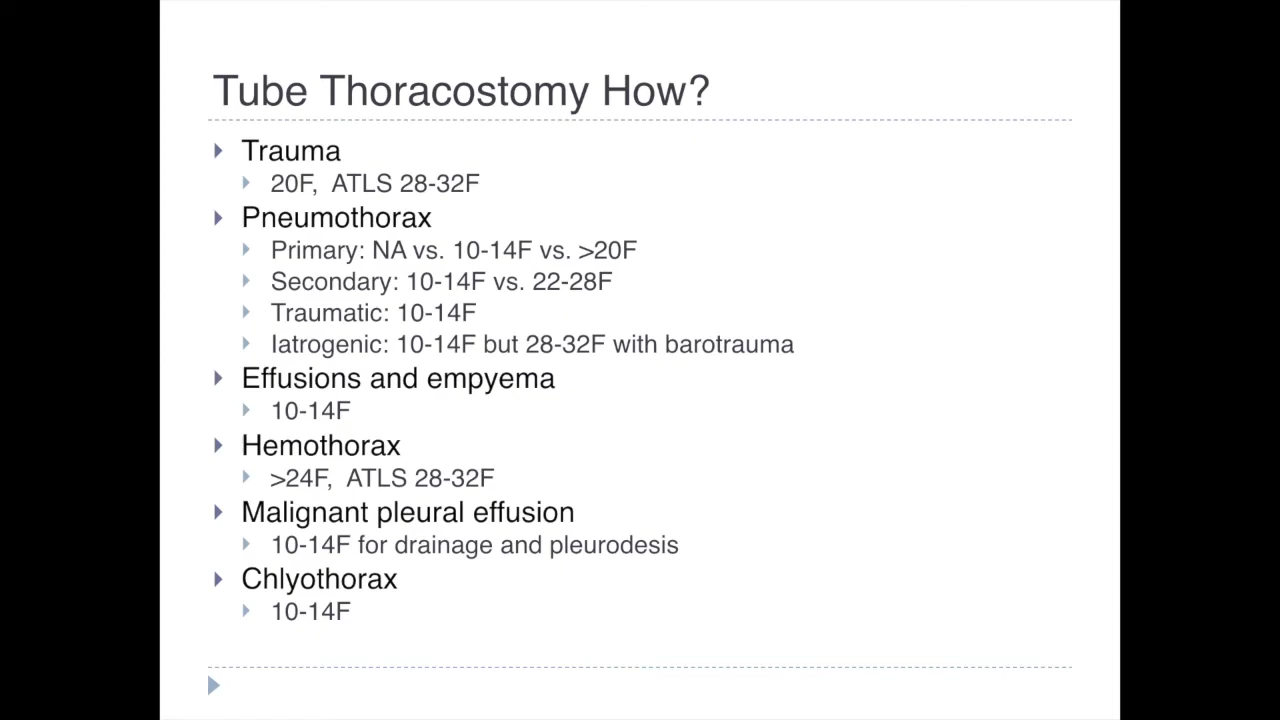 Tube Thoracostomy How?
Trauma
20F, ATLS 28-32F
Pneumothorax
Primary: NA vs. 10-14F vs. >20F
Secondary: 10-14F vs. 22-28F
Traumatic: 10-14F
Iatrogenic: 10-14F but 28-32F with barotrauma
Effusions and empyema
10-14F
Hemothorax
>24F, ATLS 28-32F
Malignant pleural effusion
10-14F for drainage and pleurodesis
Chlyothorax
10-14F